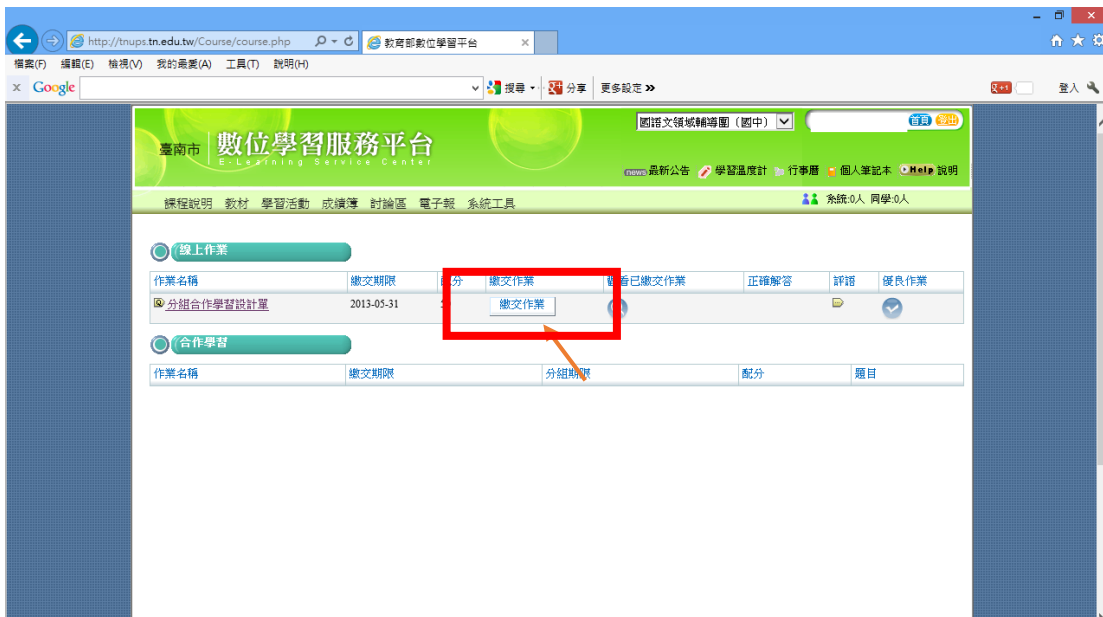 http://tnups.tn.edu.tw/Course/course.php 教育部數位學習平台
檔案(F) 編輯(E) 檢視(V) 我的最愛(A) 工具(T) 說明(H)
x Google 搜尋 分享 更多設定 >> 登入
國語文領域輔導團（國中） 首頁
臺南市 數位學習服務平台
E-Learning Service Center
news 最新公告 學習溫度計 行事曆 個人筆記本 Help 說明
課程說明 教材 學習活動 成績簿 討論區 電子報 系統工具 系統:0人 同學:0人
線上作業
作業名稱 繳交期限 分 繳交作業 觀看已繳交作業 正確解答 評語 優良作業
分組合作學習設計單 2013-05-31 繳交作業
合作學習
作業名稱 繳交期限 分組期限 配分 題目